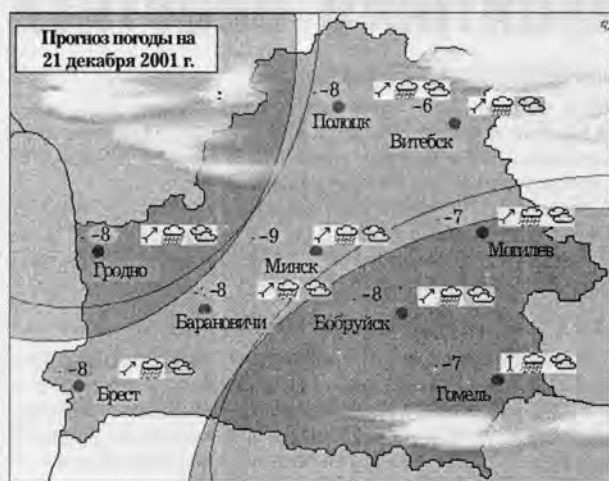 Прогноз погоды на
21 декабря 2001 г.
-8
Полоцк
-6
Витебск
-8
Гродно
-9
Минск
-7
Могилев
-8
Барановичи
-8
Бобруйск
-8
Брест
-7
Гомель